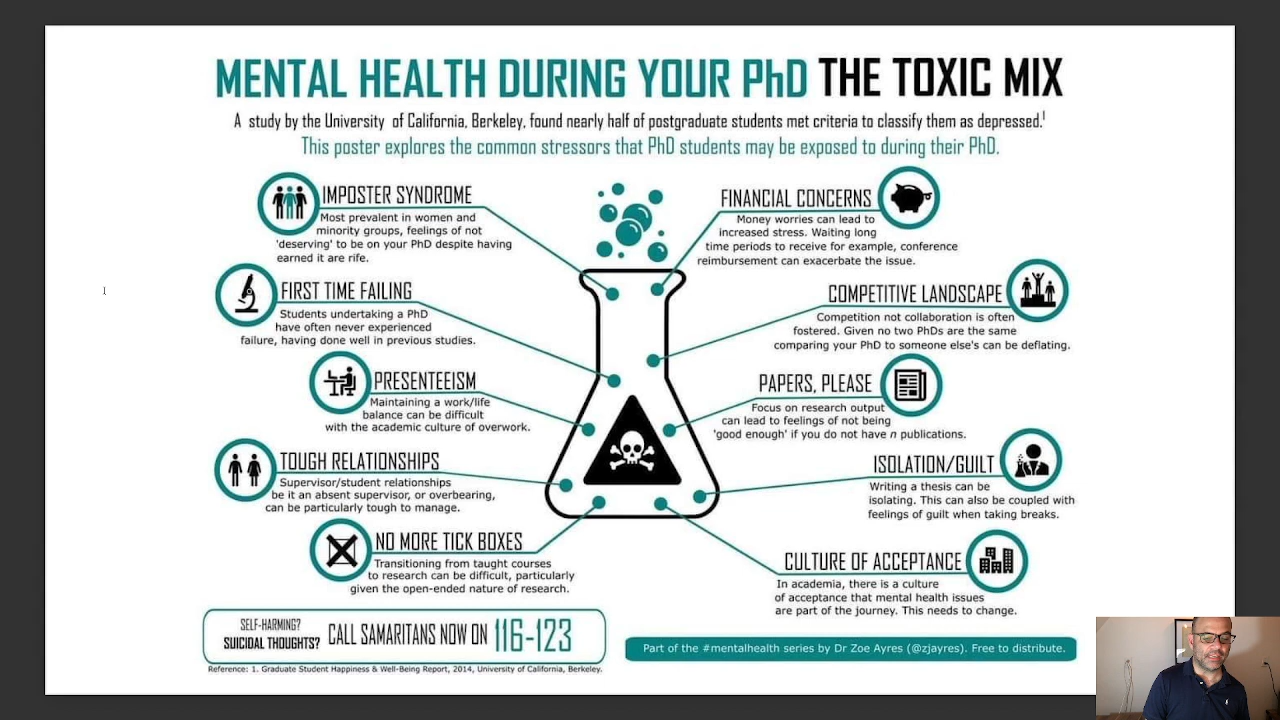 MENTAL HEALTH DURING YOUR PhD THE TOXIC MIX
A study by the University of California, Berkeley, found nearly half of postgraduate students met criteria to classify them as depressed.1
This poster explores the common stressors that PhD students may be exposed to during their PhD.
IMPOSTER SYNDROME
Most prevalent in women and
minority groups, feelings of not
'deserving' to be on your PhD despite having
earned it are rife.
FIRST TIME FAILING
Students undertaking a PhD
have often never experienced
failure, having done well in previous studies.
PRESENTEEISM
Maintaining a work/life
balance can be difficult
with the academic culture of overwork.
TOUGH RELATIONSHIPS
Supervisor/student relationships
be it an absent supervisor, or overbearing,
can be particularly tough to manage.
NO MORE TICK BOXES
Transitioning from taught courses
to research can be difficult, particularly
given the open-ended nature of research.
FINANCIAL CONCERNS
Money worries can lead to
increased stress. Waiting long
time periods to receive for example, conference
reimbursement can exacerbate the issue.
COMPETITIVE LANDSCAPE
Competition not collaboration is often
fostered. Given no two PhDs are the same
comparing your PhD to someone else's can be deflating.
PAPERS, PLEASE
Focus on research output
can lead to feelings of not being
'good enough' if you do not have n publications.
ISOLATION/GUILT
Writing a thesis can be
isolating. This can also be coupled with
feelings of guilt when taking breaks.
CULTURE OF ACCEPTANCE
In academia, there is a culture
of acceptance that mental health issues
are part of the journey. This needs to change.
SELF-HARMING?
SUICIDAL THOUGHTS?
CALL SAMARITANS NOW ON 116-123
Reference: 1. Graduate Student Happiness & Well-Being Report, 2014, University of California, Berkeley.
Part of the #mentalhealth series by Dr Zoe Ayres (@zjayres). Free to distribute.